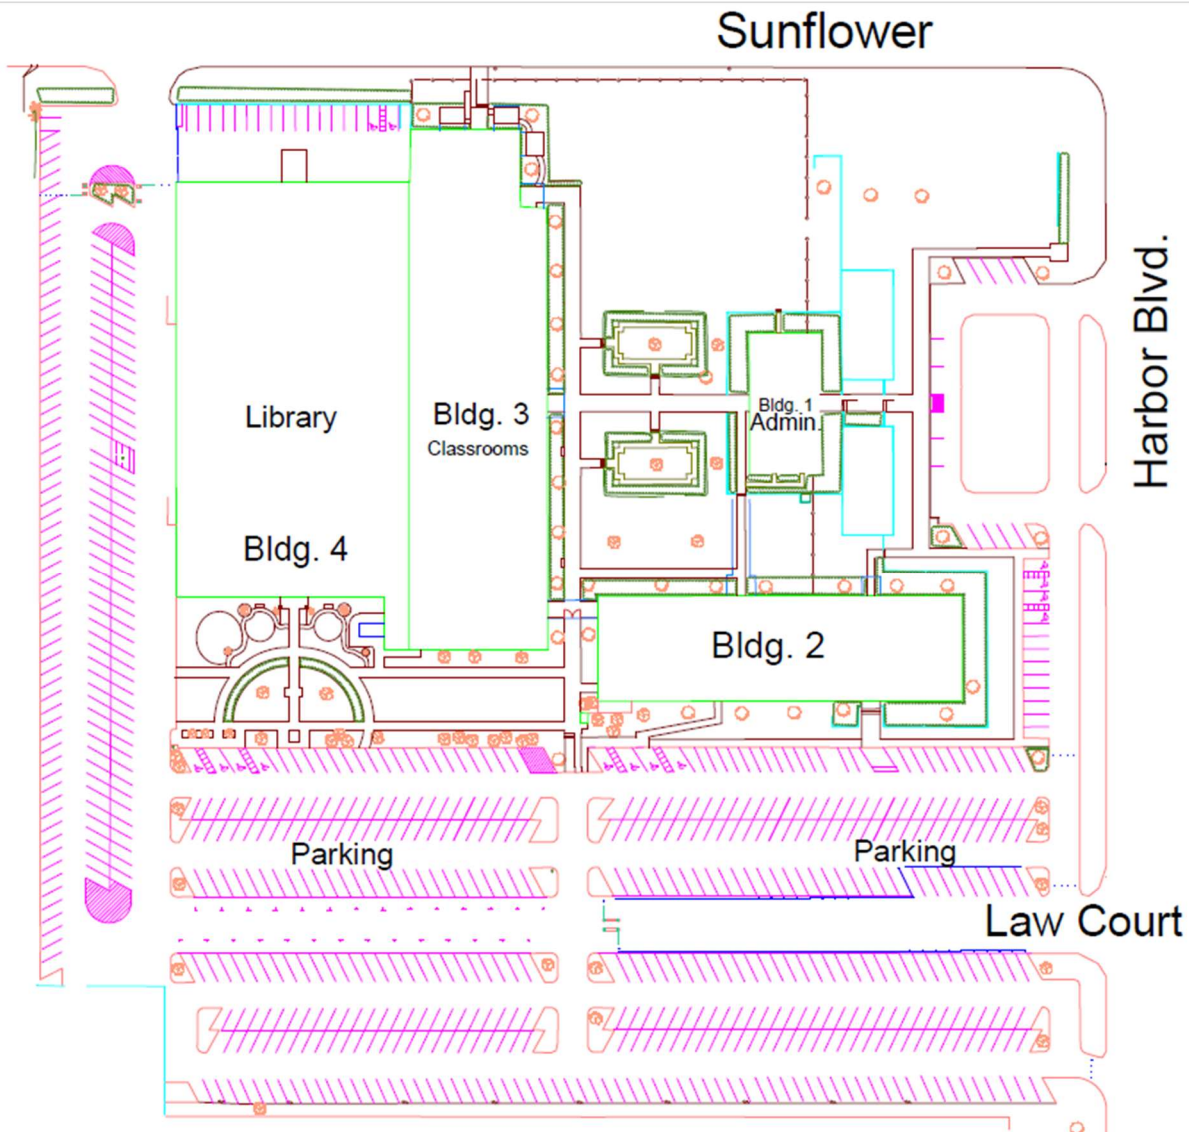 Sunflower
Harbor Blvd.
Library
Bldg. 3
Classrooms
Bldg. 1
Admin.
Bldg. 4
Bldg. 2
Parking
Parking
Law Court